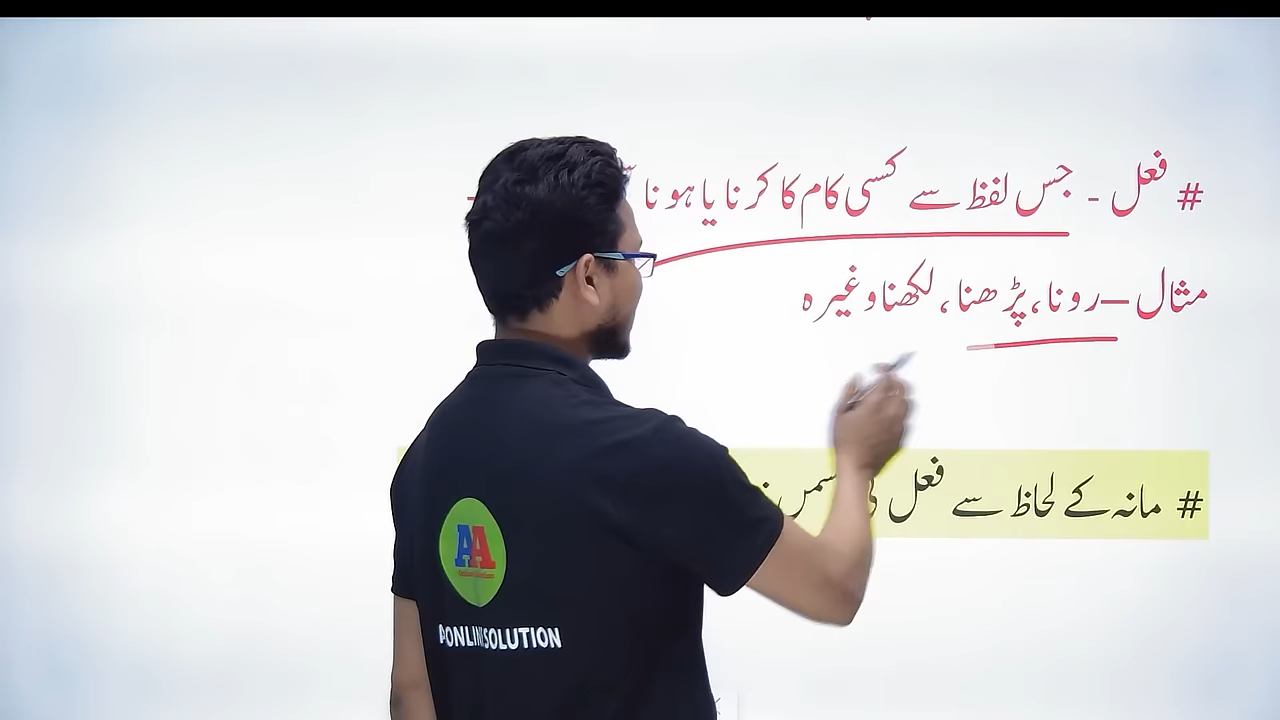 # فعل - جس لفظ سے کسی کام کا کرنا یا ہونا
مثال – رونا، پڑھنا، لکھنا وغیرہ
# مانہ کے لحاظ سے فعل
AA
ONLINE SOLUTION